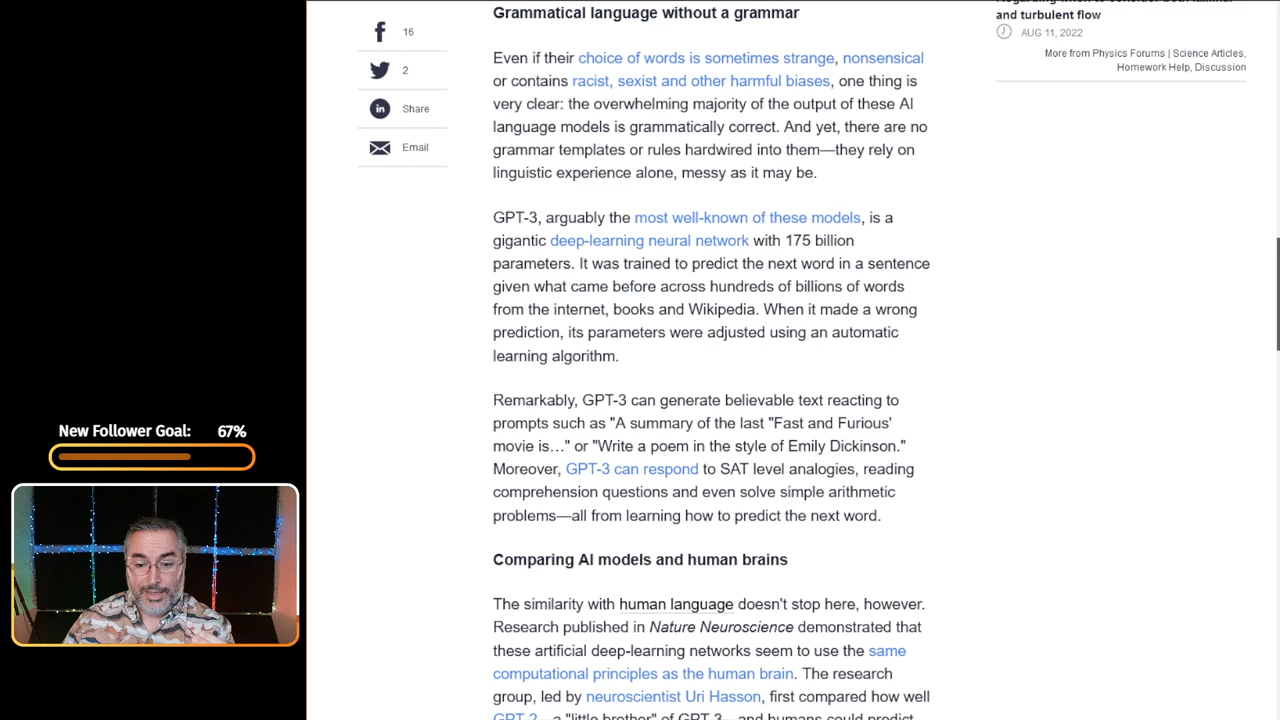 Grammatical language without a grammar
Even if their choice of words is sometimes strange, nonsensical
or contains racist, sexist and other harmful biases, one thing is
very clear: the overwhelming majority of the output of these AI
language models is grammatically correct. And yet, there are no
grammar templates or rules hardwired into them—they rely on
linguistic experience alone, messy as it may be.
GPT-3, arguably the most well-known of these models, is a
gigantic deep-learning neural network with 175 billion
parameters. It was trained to predict the next word in a sentence
given what came before across hundreds of billions of words
from the internet, books and Wikipedia. When it made a wrong
prediction, its parameters were adjusted using an automatic
learning algorithm.
Remarkably, GPT-3 can generate believable text reacting to
prompts such as "A summary of the last "Fast and Furious'
movie is…" or "Write a poem in the style of Emily Dickinson."
Moreover, GPT-3 can respond to SAT level analogies, reading
comprehension questions and even solve simple arithmetic
problems—all from learning how to predict the next word.
Comparing AI models and human brains
The similarity with human language doesn't stop here, however.
Research published in Nature Neuroscience demonstrated that
these artificial deep-learning networks seem to use the same
computational principles as the human brain. The research
group, led by neuroscientist Uri Hasson, first compared how well
GPT-2—a "little brother" of GPT-3—and humans could predict
16
2
in Share
Email
and turbulent flow
AUG 11, 2022
More from Physics Forums | Science Articles,
Homework Help, Discussion
New Follower Goal: 67%